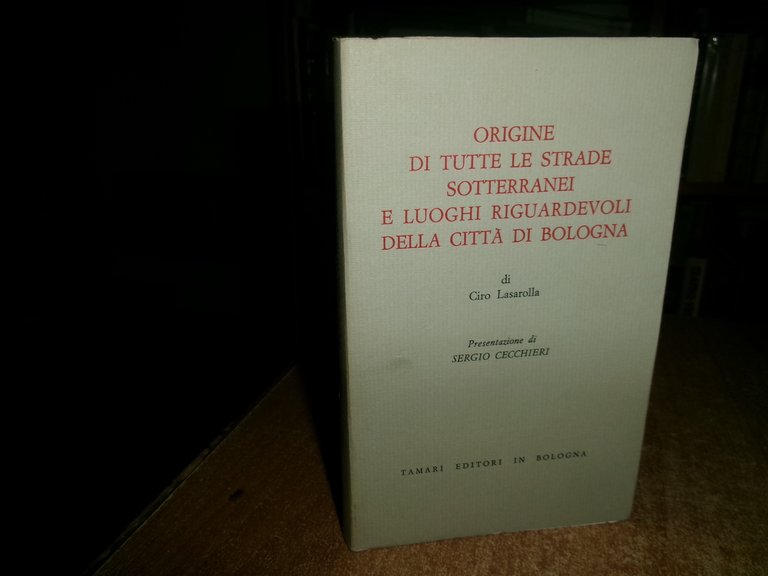 ORIGINE
DI TUTTE LE STRADE
SOTTERRANEI
E LUOGHI RIGUARDEVOLI
DELLA CITTÀ DI BOLOGNA
di
Ciro Lasarolla
Presentazione di
SERGIO CECCHIERI
TAMARI EDITORI IN BOLOGNA